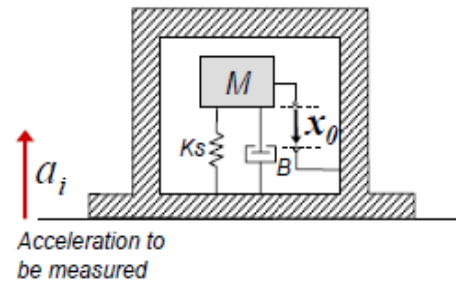 M
Ks
B
x₀
aᵢ
Acceleration to
be measured